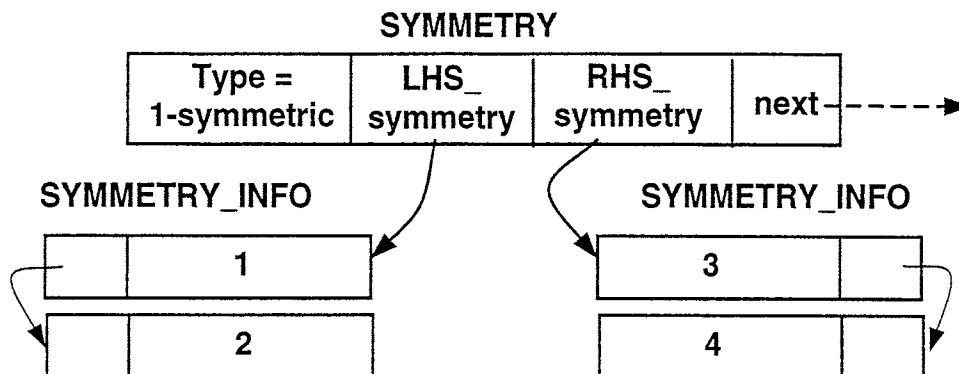 SYMMETRY
Type =
1-symmetric
LHS_
symmetry
RHS_
symmetry
next
SYMMETRY_INFO
SYMMETRY_INFO
1
3
2
4